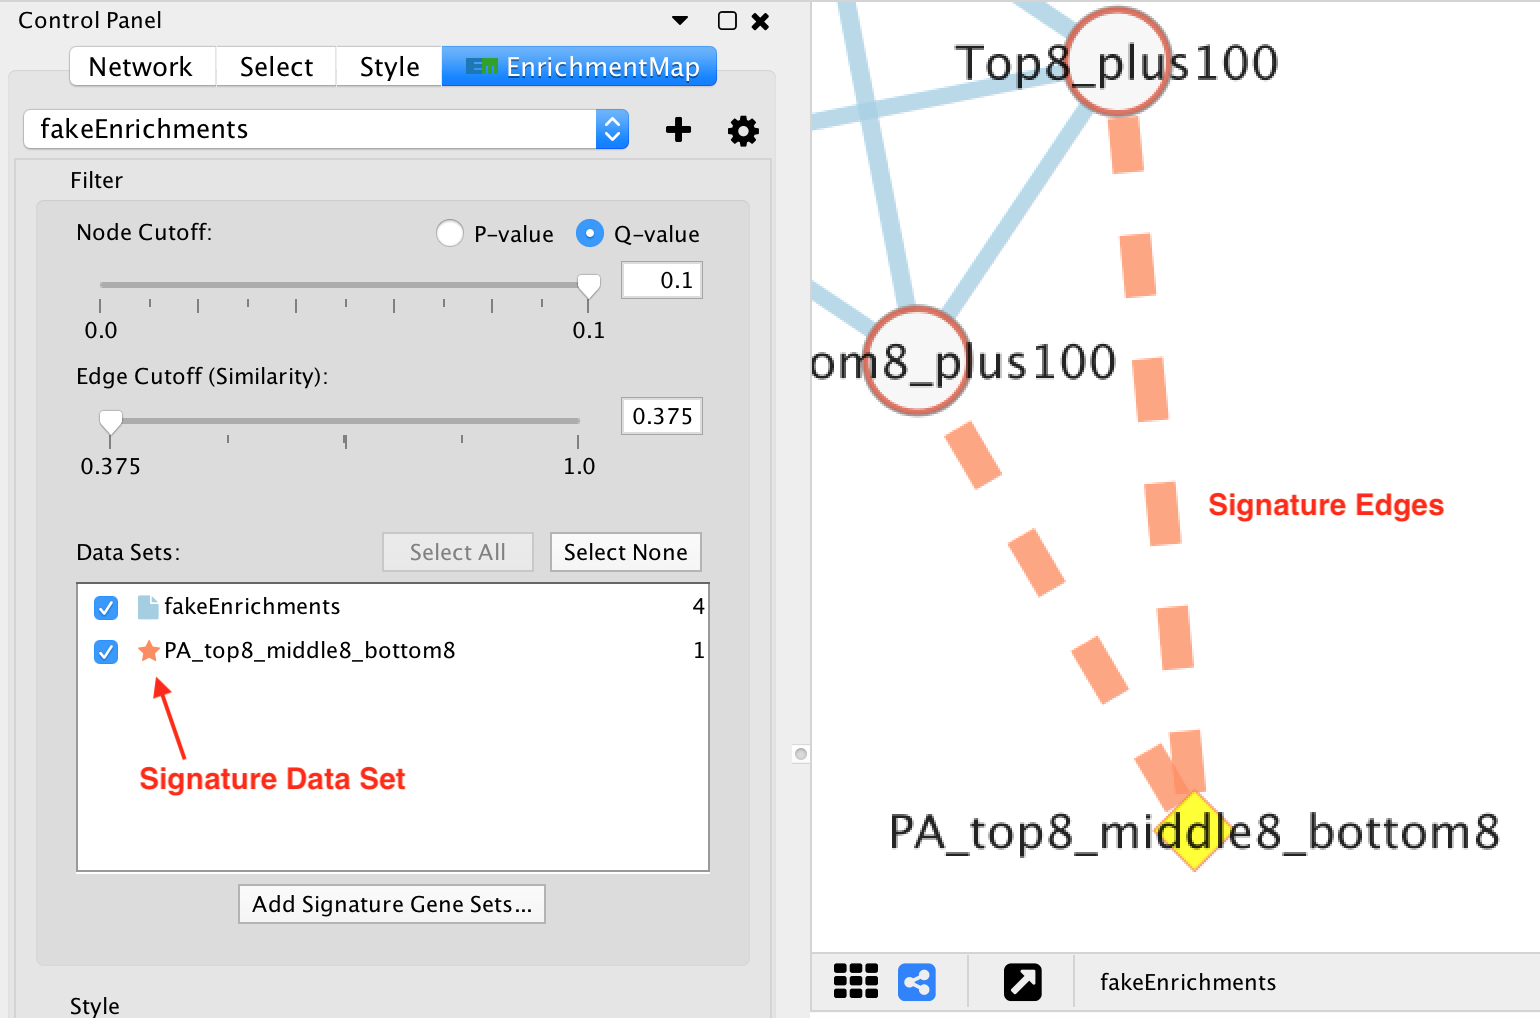 Control Panel
Network Select Style EM EnrichmentMap
fakeEnrichments
Filter
Node Cutoff: P-value Q-value
0.1
0.0 0.1
Edge Cutoff (Similarity):
0.375
0.375 1.0
Data Sets: Select All Select None
fakeEnrichments 4
PA_top8_middle8_bottom8 1
Signature Data Set
Add Signature Gene Sets...
Style
Top8_plus100
om8_plus100
Signature Edges
PA_top8_middle8_bottom8
fakeEnrichments